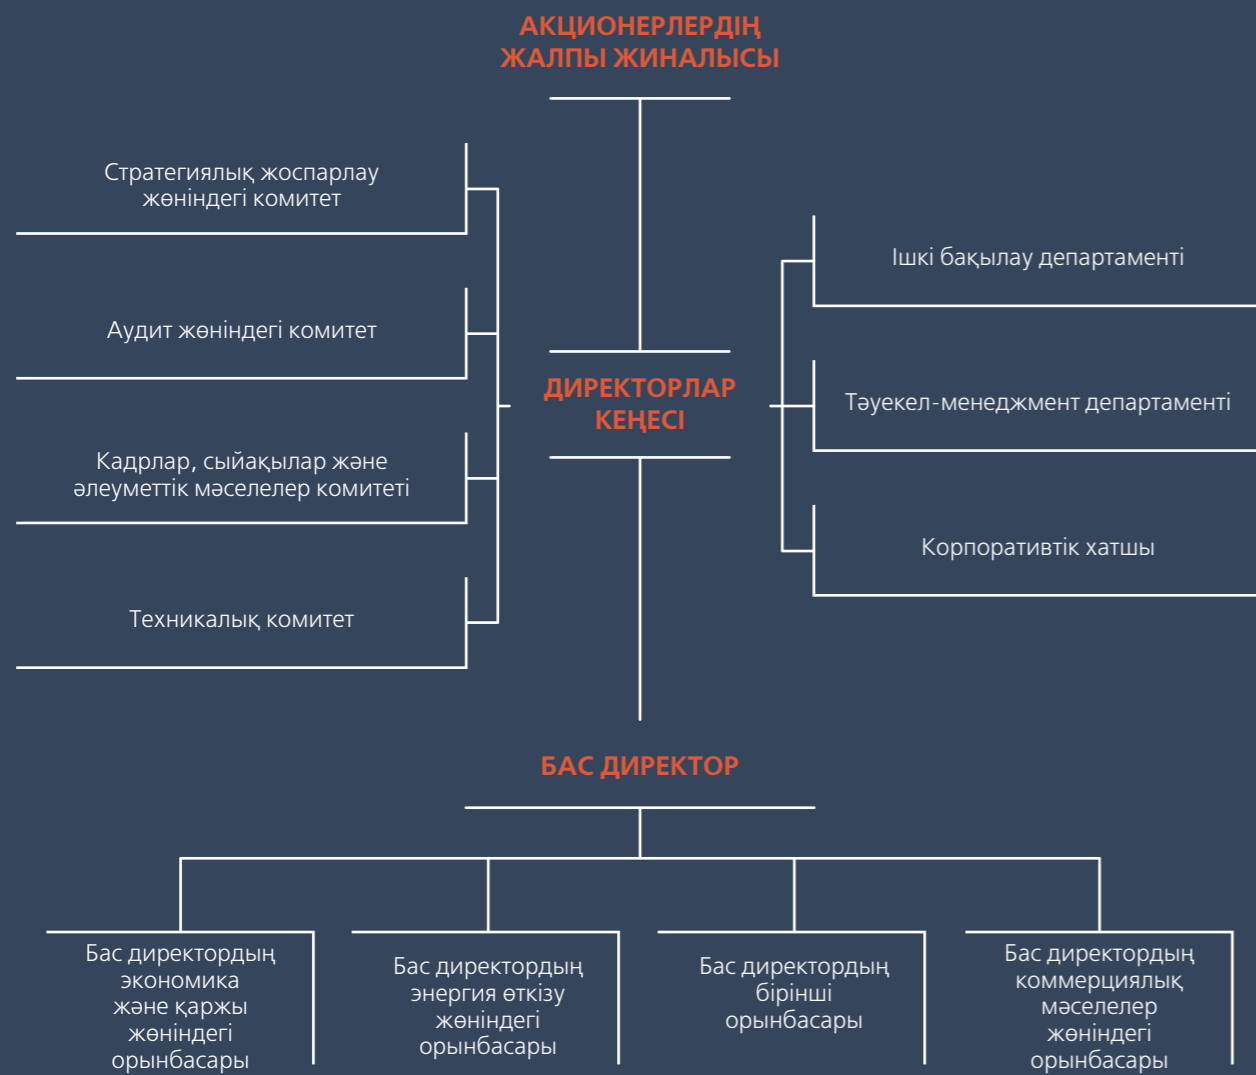 АКЦИОНЕРЛЕРДІҢ
ЖАЛПЫ ЖИНАЛЫСЫ
Стратегиялық жоспарлау
жөніндегі комитет
Аудит жөніндегі комитет
Кадрлар, сыйақылар және
әлеуметтік мәселелер комитеті
Техникалық комитет
ДИРЕКТОРЛАР
КЕҢЕСІ
Ішкі бақылау департаменті
Тәуекел-менеджмент департаменті
Корпоративтік хатшы
БАС ДИРЕКТОР
Бас директордың
экономика
және қаржы
жөніндегі
орынбасары
Бас директордың
энергия өткізу
жөніндегі
орынбасары
Бас директордың
бірінші
орынбасары
Бас директордың
коммерциялық
мәселелер
жөніндегі
орынбасары